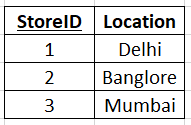 StoreID Location
1 Delhi
2 Banglore
3 Mumbai